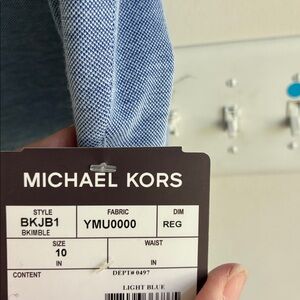 MICHAEL KORS
STYLE FABRIC DIM
BKJB1 YMU0000 REG
BKIMBLE
SIZE WAIST
10
IN IN
CONTENT DEPT# 0497
LIGHT BLUE